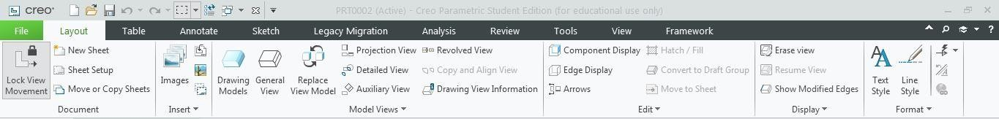 creo° PRT0002 (Active) - Creo Parametric Student Edition (for educational use only)
File Layout Table Annotate Sketch Legacy Migration Analysis Review Tools View Framework
Lock View Movement
New Sheet
Sheet Setup
Move or Copy Sheets
Document
Images
Insert
Drawing Models
General View
Replace View Model
Projection View
Detailed View
Auxiliary View
Revolved View
Copy and Align View
Drawing View Information
Model Views
Component Display
Edge Display
Arrows
Hatch / Fill
Convert to Draft Group
Move to Sheet
Edit
Erase view
Resume View
Show Modified Edges
Display
Text Style
Line Style
Format